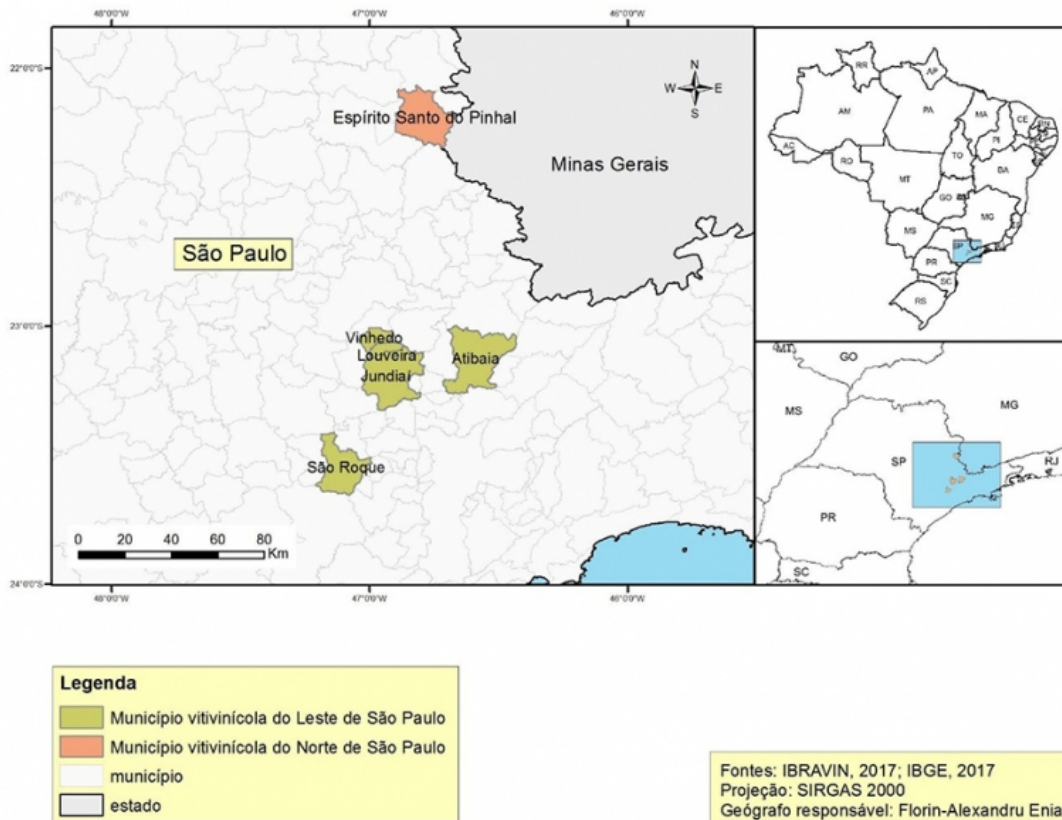 48°0'0"W
47°0'0"W
46°0'0"W
22°0'0"S
23°0'0"S
24°0'0"S
N
W E
S
Espírito Santo do Pinhal
Minas Gerais
São Paulo
Vinhedo
Louveira
Jundiaí
Atibaia
São Roque
0 20 40 60 80
Km
48°0'0"W
47°0'0"W
46°0'0"W
RR
AP
AM
PA
MA
CE
PI
AC
RO
TO
BA
MT
GO
MG
MS
SP
PR
SC
RS
MT
GO
MS
MG
SP
RJ
PR
SC
Legenda
Município vitivinícola do Leste de São Paulo
Município vitivinícola do Norte de São Paulo
município
estado
Fontes: IBRAVIN, 2017; IBGE, 2017
Projeção: SIRGAS 2000
Geógrafo responsável: Florin-Alexandru Enia